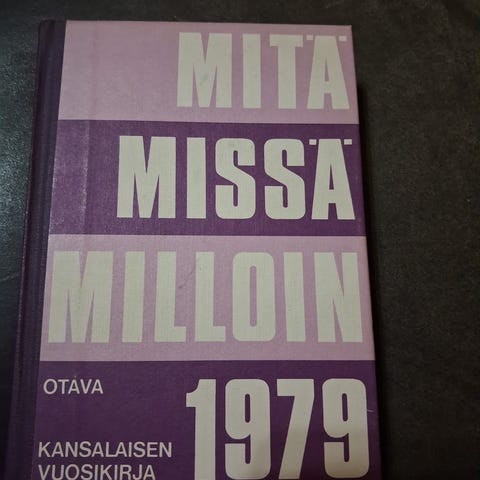 MITÄ
MISSÄ
MILLOIN
OTAVA
1979
KANSALAISEN
VUOSIKIRJA